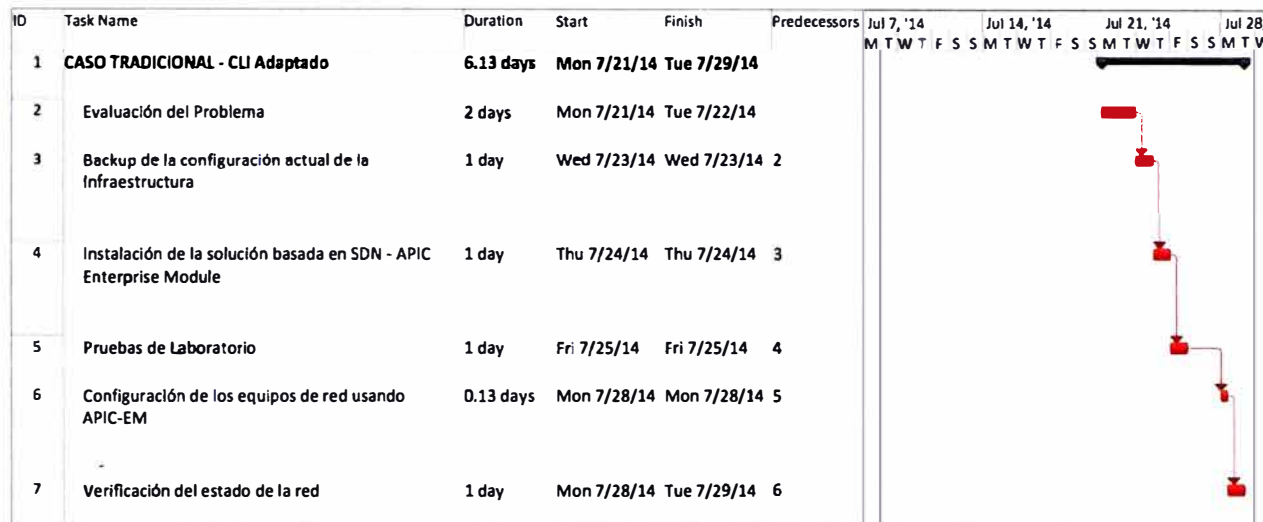 ID Task Name Duration Start Finish Predecessors Jul 7, '14 Jul 14, '14 Jul 21, '14 Jul 28
M T W T F S S M T W T F S S M T W T F S S M T W
1 CASO TRADICIONAL - CLI Adaptado 6.13 days Mon 7/21/14 Tue 7/29/14
2 Evaluación del Problema 2 days Mon 7/21/14 Tue 7/22/14
3 Backup de la configuración actual de la 1 day Wed 7/23/14 Wed 7/23/14 2
Infraestructura
4 Instalación de la solución basada en SDN - APIC 1 day Thu 7/24/14 Thu 7/24/14 3
Enterprise Module
5 Pruebas de Laboratorio 1 day Fri 7/25/14 Fri 7/25/14 4
6 Configuración de los equipos de red usando 0.13 days Mon 7/28/14 Mon 7/28/14 5
APIC-EM
7 Verificación del estado de la red 1 day Mon 7/28/14 Tue 7/29/14 6